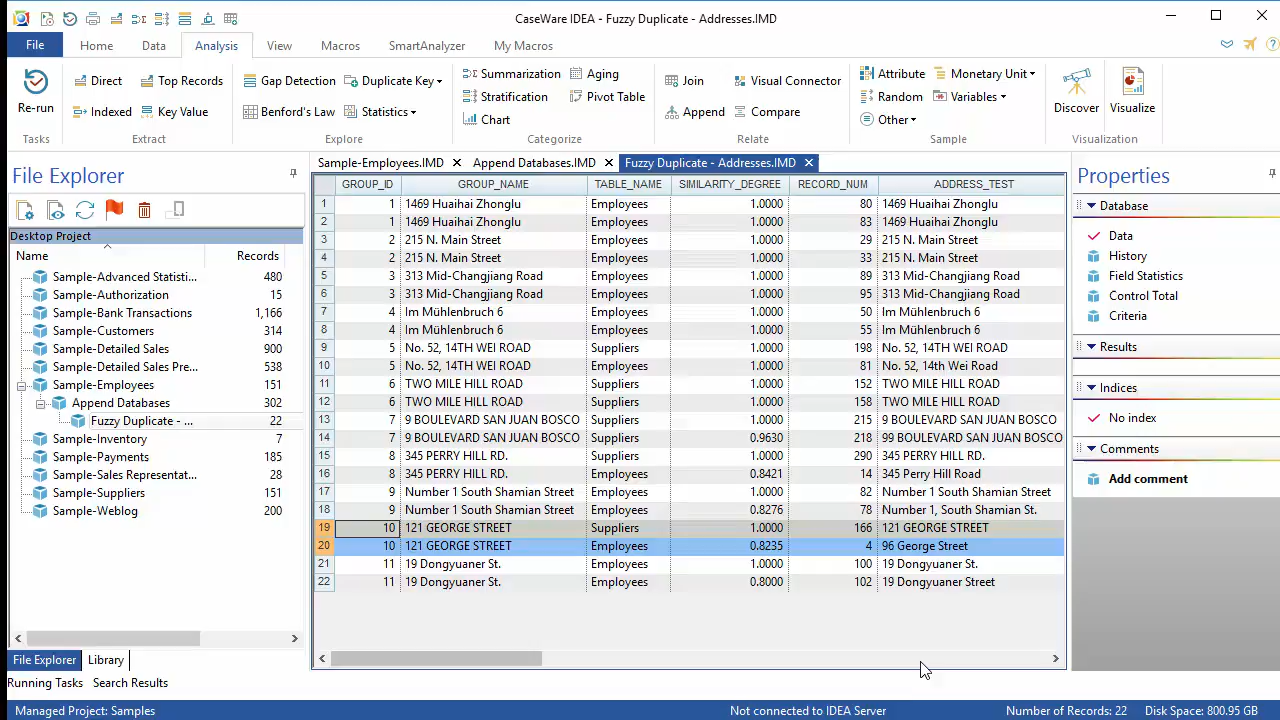 CaseWare IDEA - Fuzzy Duplicate - Addresses.IMD
File Home Data Analysis View Macros SmartAnalyzer My Macros
Re-run
Tasks
Direct Top Records
Indexed Key Value
Extract
Gap Detection Duplicate Key
Benford's Law Statistics
Explore
Summarization Aging
Stratification Pivot Table
Chart
Categorize
Join Visual Connector
Append Compare
Relate
Attribute Monetary Unit
Random Variables
Other
Sample
Discover Visualize
Visualization
File Explorer
Desktop Project
Name Records
Sample-Advanced Statisti... 480
Sample-Authorization 15
Sample-Bank Transactions 1,166
Sample-Customers 314
Sample-Detailed Sales 900
Sample-Detailed Sales Pre... 538
Sample-Employees 151
Append Databases 302
Fuzzy Duplicate - ... 22
Sample-Inventory 7
Sample-Payments 185
Sample-Sales Representat... 28
Sample-Suppliers 151
Sample-Weblog 200
File Explorer Library
Running Tasks Search Results
Sample-Employees.IMD Append Databases.IMD Fuzzy Duplicate - Addresses.IMD
GROUP_ID GROUP_NAME TABLE_NAME SIMILARITY_DEGREE RECORD_NUM ADDRESS_TEST
1 1 1469 Huaihai Zhonglu Employees 1.0000 80 1469 Huaihai Zhonglu
2 1 1469 Huaihai Zhonglu Employees 1.0000 83 1469 Huaihai Zhonglu
3 2 215 N. Main Street Employees 1.0000 29 215 N. Main Street
4 2 215 N. Main Street Employees 1.0000 33 215 N. Main Street
5 3 313 Mid-Changjiang Road Employees 1.0000 89 313 Mid-Changjiang Road
6 3 313 Mid-Changjiang Road Employees 1.0000 95 313 Mid-Changjiang Road
7 4 Im Mühlenbruch 6 Employees 1.0000 50 Im Mühlenbruch 6
8 4 Im Mühlenbruch 6 Employees 1.0000 55 Im Mühlenbruch 6
9 5 No. 52, 14TH WEI ROAD Suppliers 1.0000 198 No. 52, 14TH WEI ROAD
10 5 No. 52, 14TH WEI ROAD Employees 1.0000 81 No. 52, 14th Wei Road
11 6 TWO MILE HILL ROAD Suppliers 1.0000 152 TWO MILE HILL ROAD
12 6 TWO MILE HILL ROAD Suppliers 1.0000 158 TWO MILE HILL ROAD
13 7 9 BOULEVARD SAN JUAN BOSCO Suppliers 1.0000 215 9 BOULEVARD SAN JUAN BOSCO
14 7 9 BOULEVARD SAN JUAN BOSCO Suppliers 0.9630 218 99 BOULEVARD SAN JUAN BOSCO
15 8 345 PERRY HILL RD. Suppliers 1.0000 290 345 PERRY HILL RD.
16 8 345 PERRY HILL RD. Employees 0.8421 14 345 Perry Hill Road
17 9 Number 1 South Shamian Street Employees 1.0000 82 Number 1 South Shamian Street
18 9 Number 1 South Shamian Street Employees 0.8276 78 Number 1, South Shamian St.
19 10 121 GEORGE STREET Suppliers 1.0000 166 121 GEORGE STREET
20 10 121 GEORGE STREET Employees 0.8235 4 96 George Street
21 11 19 Dongyuaner St. Employees 1.0000 100 19 Dongyuaner St.
22 11 19 Dongyuaner St. Employees 0.8000 102 19 Dongyuaner Street
Properties
Database
Data
History
Field Statistics
Control Total
Criteria
Results
Indices
No index
Comments
Add comment
Managed Project: Samples Not connected to IDEA Server Number of Records: 22 Disk Space: 800.95 GB